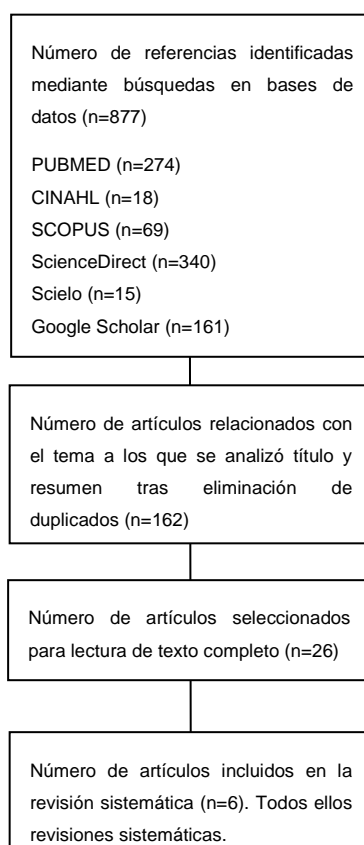 Número de referencias identificadas
mediante búsquedas en bases de
datos (n=877)
PUBMED (n=274)
CINAHL (n=18)
SCOPUS (n=69)
ScienceDirect (n=340)
Scielo (n=15)
Google Scholar (n=161)
Número de artículos relacionados con
el tema a los que se analizó título y
resumen tras eliminación de
duplicados (n=162)
Número de artículos seleccionados
para lectura de texto completo (n=26)
Número de artículos incluidos en la
revisión sistemática (n=6). Todos ellos
revisiones sistemáticas.